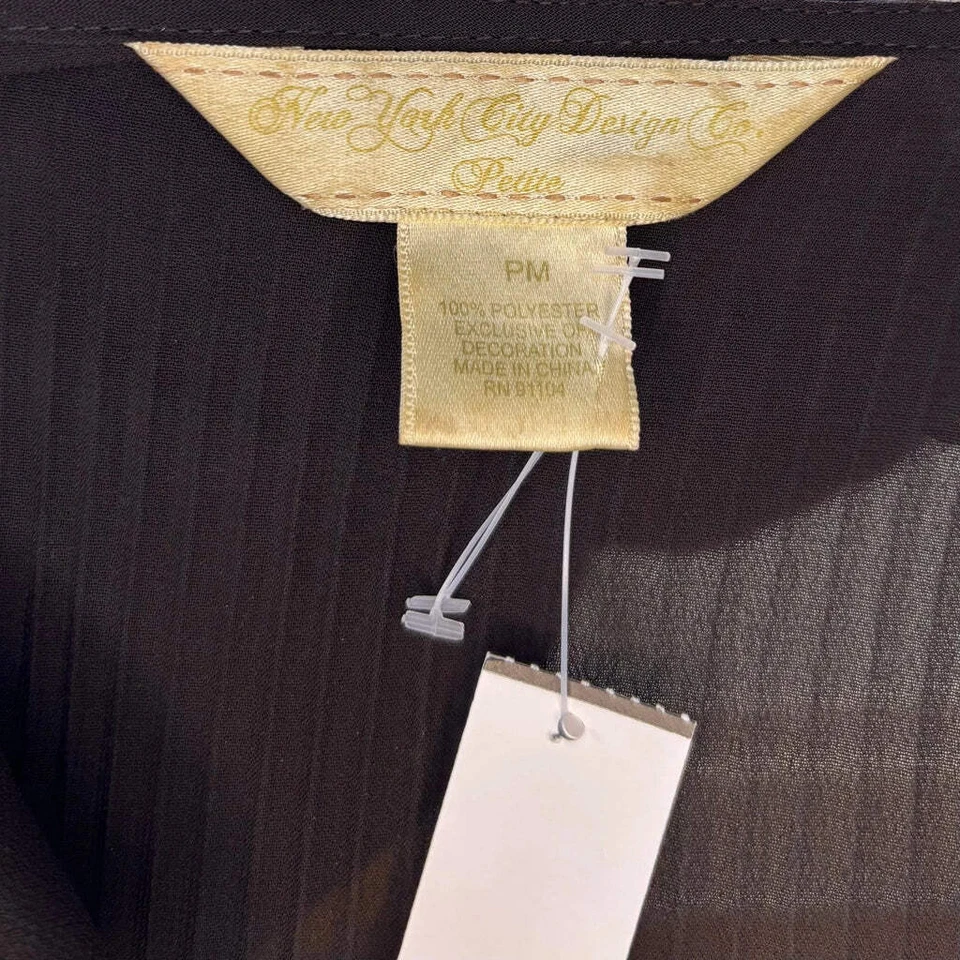 New York City Design Co.
Petite
PM
100% POLYESTER
EXCLUSIVE OF
DECORATION
MADE IN CHINA
RN 91104